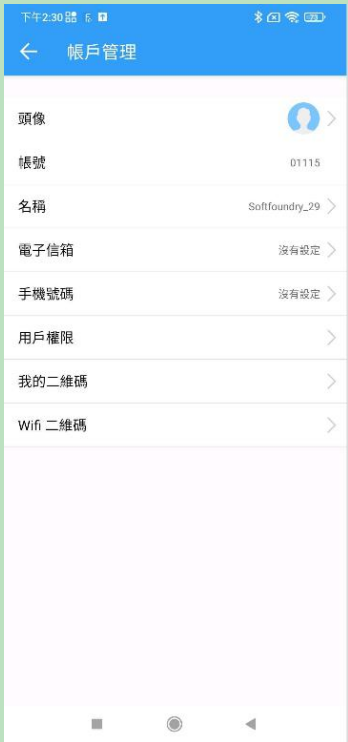 下午2:30
帳戶管理
頭像
帳號 01115
名稱 Softfoundry_29
電子信箱 沒有設定
手機號碼 沒有設定
用戶權限
我的二維碼
Wifi 二維碼